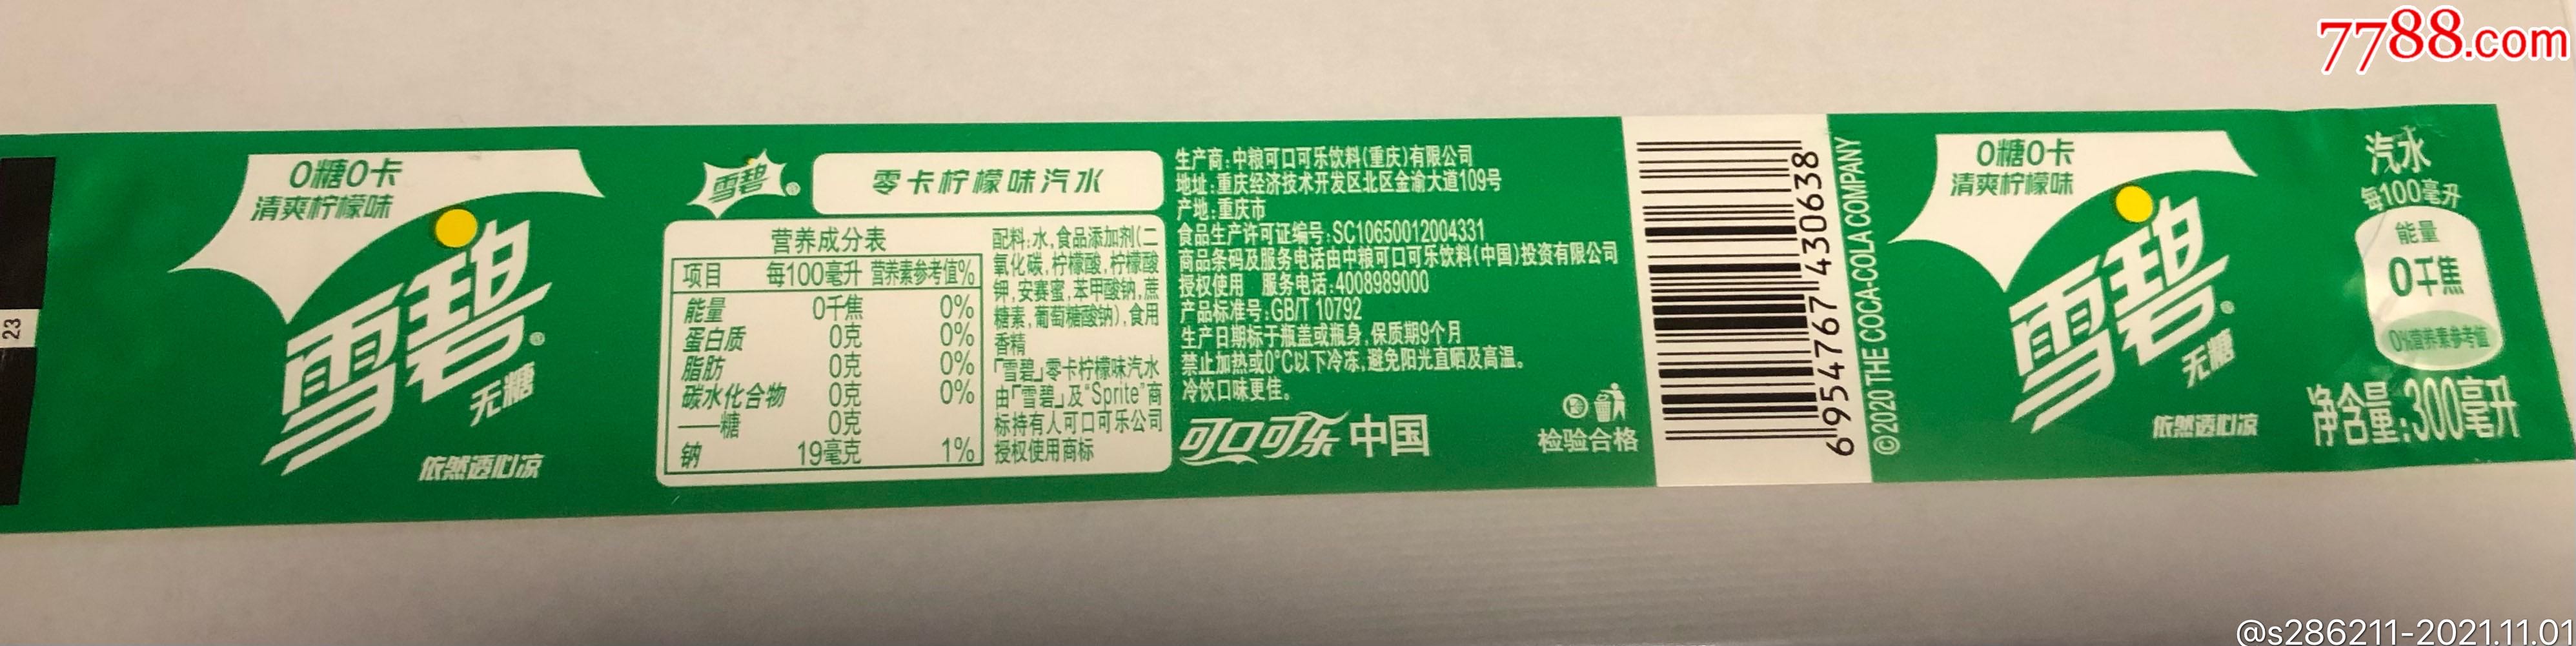 7788.com
23
0糖0卡
清爽柠檬味
雪碧
无糖
依然透心凉
雪碧
零卡柠檬味汽水
营养成分表
项目 每100毫升 营养素参考值%
能量 0千焦 0%
蛋白质 0克 0%
脂肪 0克 0%
碳水化合物 0克 0%
——糖 0克
钠 19毫克 1%
配料:水,食品添加剂(二
氧化碳,柠檬酸,柠檬酸
钾,安赛蜜,苯甲酸钠,蔗
糖素,葡萄糖酸钠),食用
香精
「雪碧」零卡柠檬味汽水
由「雪碧」及“Sprite”商
标持有人可口可乐公司
授权使用商标
生产商:中粮可口可乐饮料(重庆)有限公司
地址:重庆经济技术开发区北区金渝大道109号
产地:重庆市
食品生产许可证编号:SC10650012004331
商品条码及服务电话由中粮可口可乐饮料(中国)投资有限公司
授权使用 服务电话:4008989000
产品标准号:GB/T 10792
生产日期标于瓶盖或瓶身,保质期9个月
禁止加热或0°C以下冷冻,避免阳光直晒及高温。
冷饮口味更佳。
可口可乐 中国
检验合格
6954767430638
©2020 THE COCA-COLA COMPANY
0糖0卡
清爽柠檬味
雪碧
无糖
依然透心凉
汽水
每100毫升
能量
0千焦
0%营养素参考值
净含量:300毫升
@s286211-2021.11.01